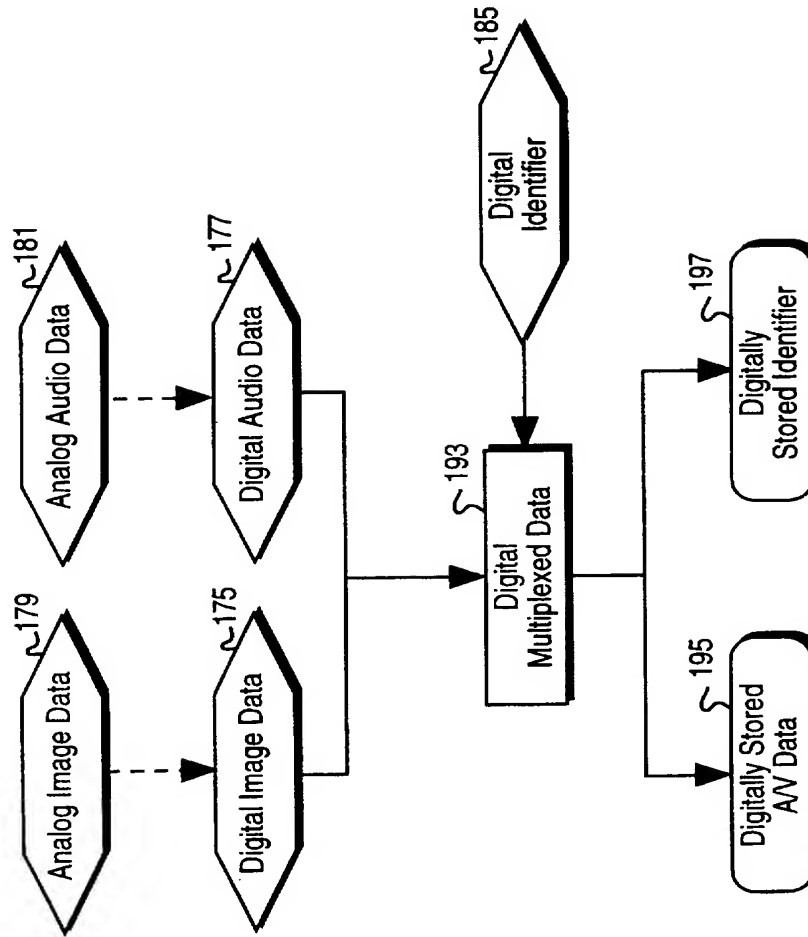 179
Analog Image Data
181
Analog Audio Data
175
Digital Image Data
177
Digital Audio Data
193
Digital
Multiplexed Data
185
Digital
Identifier
195
Digitally Stored
A/V Data
197
Digitally
Stored Identifier